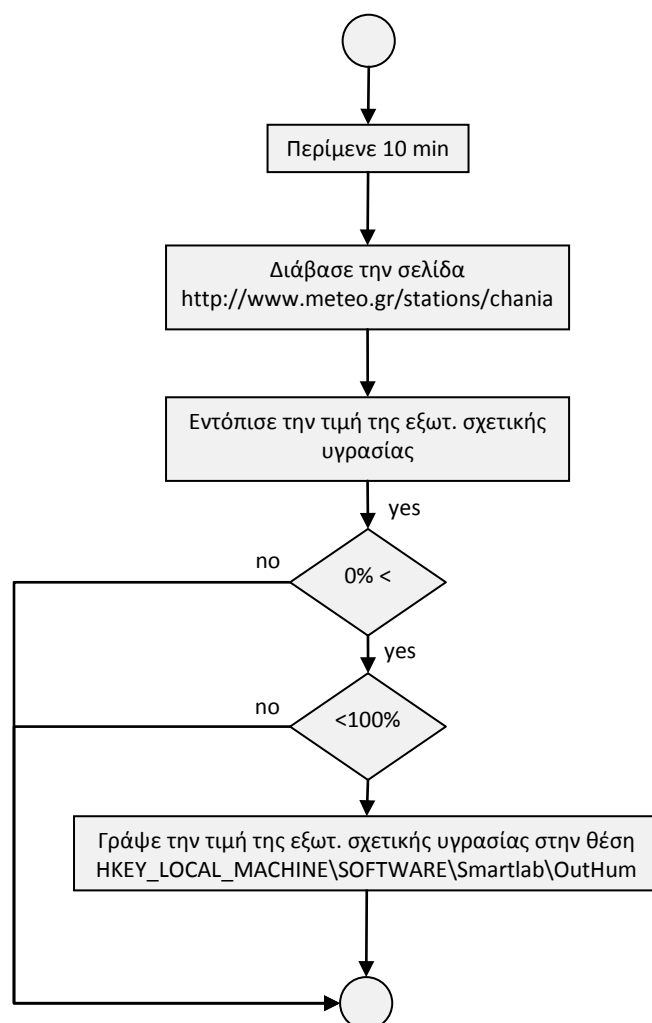 Περίμενε 10 min
Διάβασε την σελίδα
http://www.meteo.gr/stations/chania
Εντόπισε την τιμή της εξωτ. σχετικής
υγρασίας
yes
no
0% <
yes
no
<100%
Γράψε την τιμή της εξωτ. σχετικής υγρασίας στην θέση
HKEY_LOCAL_MACHINE\SOFTWARE\Smartlab\OutHum